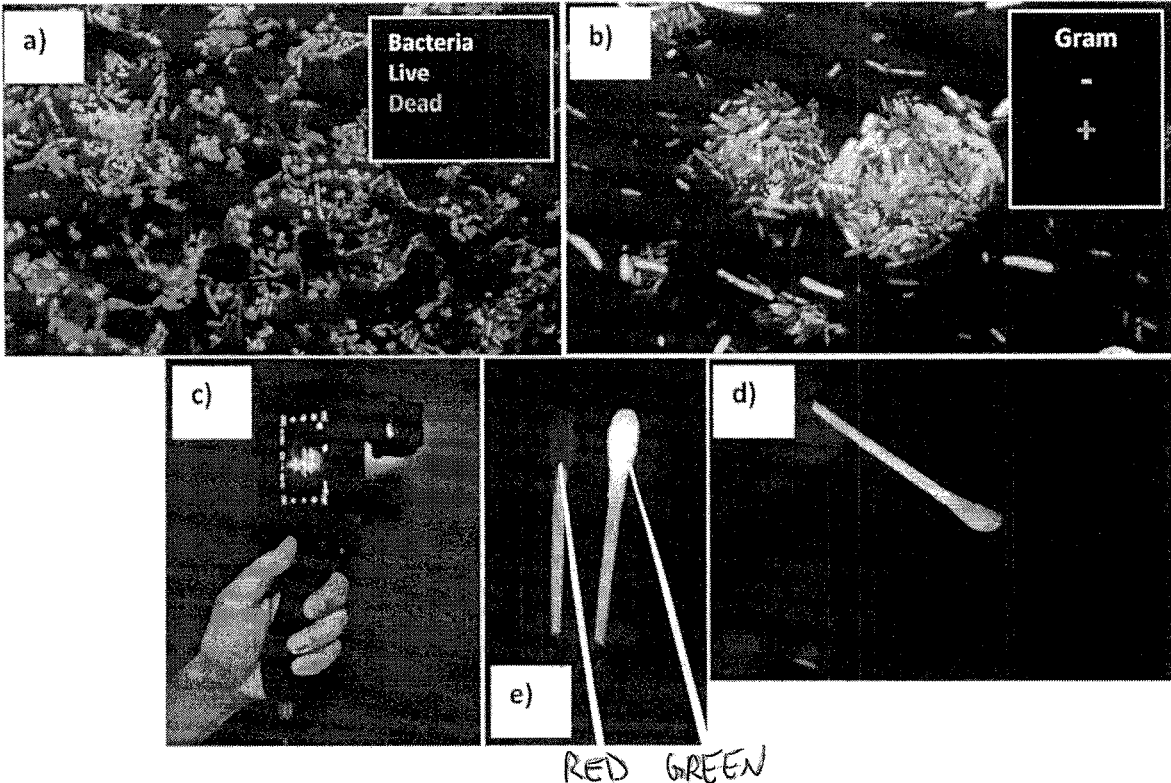 a)
Bacteria
Live
Dead
b)
Gram
-
+
c)
e)
d)
RED GREEN